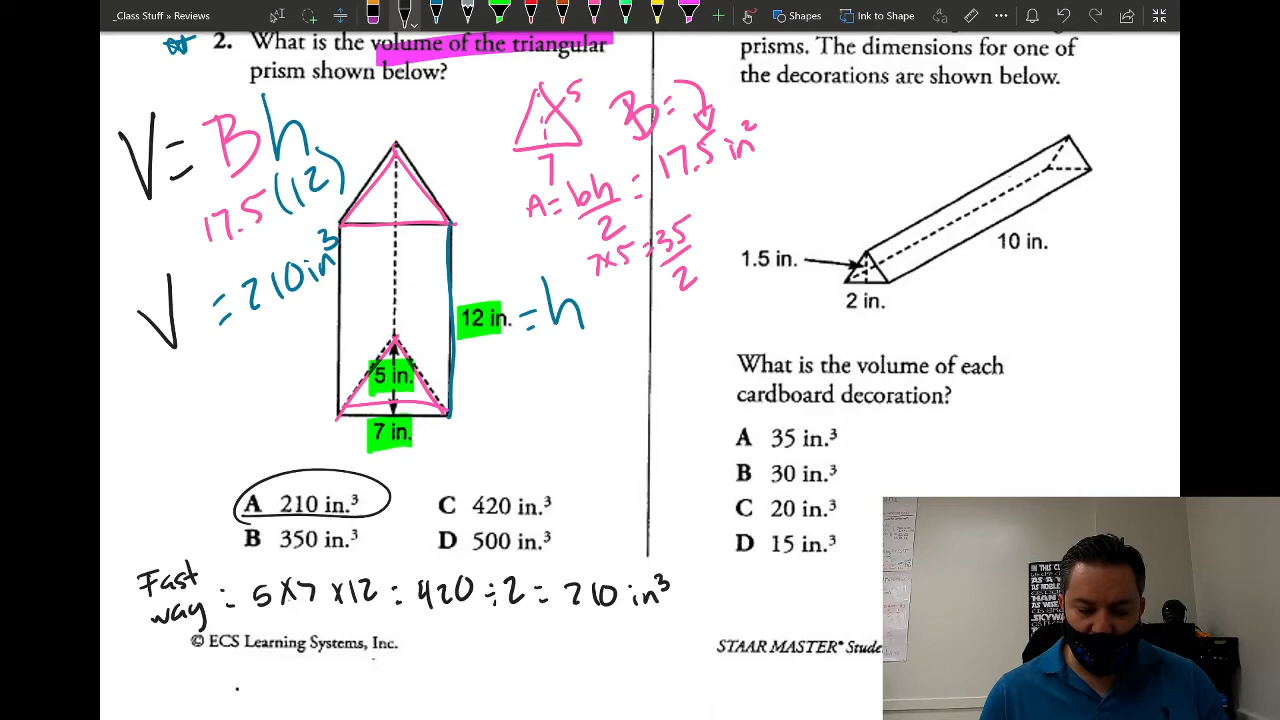 _Class Stuff » Reviews
Shapes
Ink to Shape
2. What is the volume of the triangular
prism shown below?
V = Bh
17.5 (12)
V = 210 in³
5
7
B = 
A = bh/2 = 17.5 in²
7x5 = 35/2
12 in. = h
5 in.
7 in.
A 210 in.³
B 350 in.³
C 420 in.³
D 500 in.³
Fast
way = 5 x 7 x 12 = 420 ÷ 2 = 210 in³
© ECS Learning Systems, Inc.
prisms. The dimensions for one of
the decorations are shown below.
1.5 in.
10 in.
2 in.
What is the volume of each
cardboard decoration?
A 35 in.³
B 30 in.³
C 20 in.³
D 15 in.³
STAAR MASTER® Stude
IN THIS CL